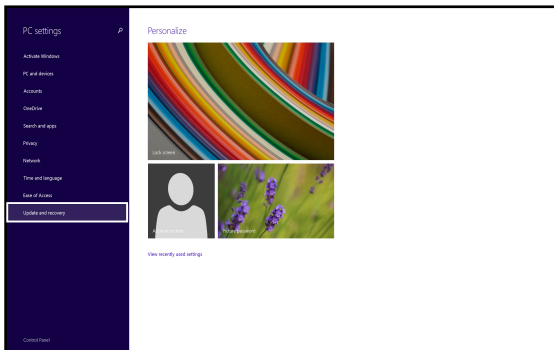 PC settings
Activate Windows
PC and devices
Accounts
OneDrive
Search and apps
Privacy
Network
Time and language
Ease of Access
Update and recovery
Control Panel
Personalize
Lock screen
Account picture
Picture password
View recently used settings